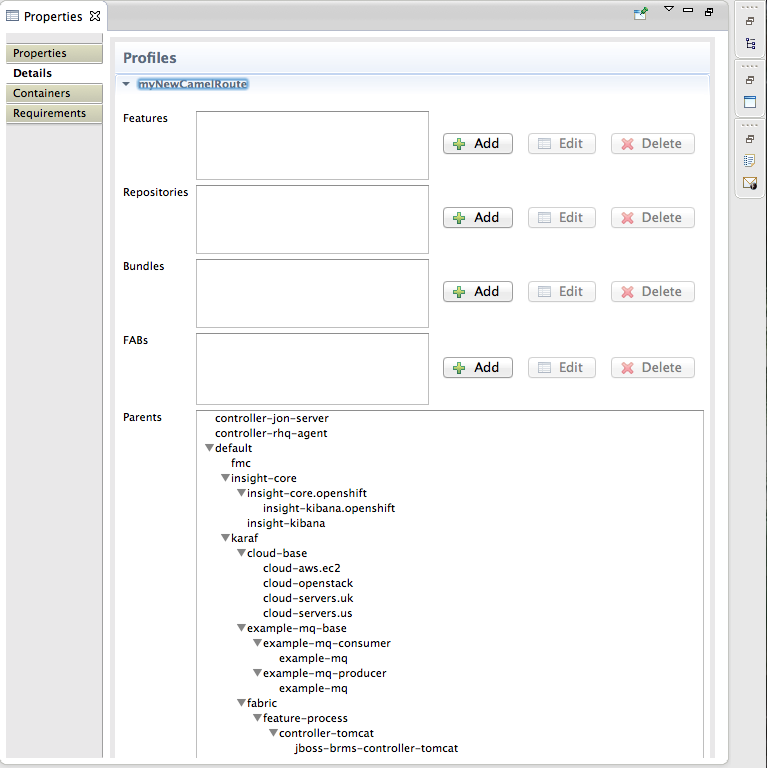 Properties
Properties
Details
Containers
Requirements
Profiles
myNewCamelRoute
Features
Add Edit Delete
Repositories
Add Edit Delete
Bundles
Add Edit Delete
FABs
Add Edit Delete
Parents
controller-jon-server
controller-rhq-agent
default
fmc
insight-core
insight-core.openshift
insight-kibana.openshift
insight-kibana
karaf
cloud-base
cloud-aws.ec2
cloud-openstack
cloud-servers.uk
cloud-servers.us
example-mq-base
example-mq-consumer
example-mq
example-mq-producer
example-mq
fabric
feature-process
controller-tomcat
jboss-brms-controller-tomcat